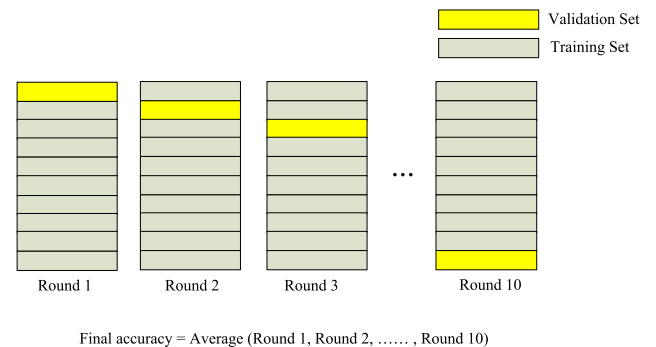 Validation Set
Training Set
...
Round 1
Round 2
Round 3
Round 10
Final accuracy = Average (Round 1, Round 2, …… , Round 10)